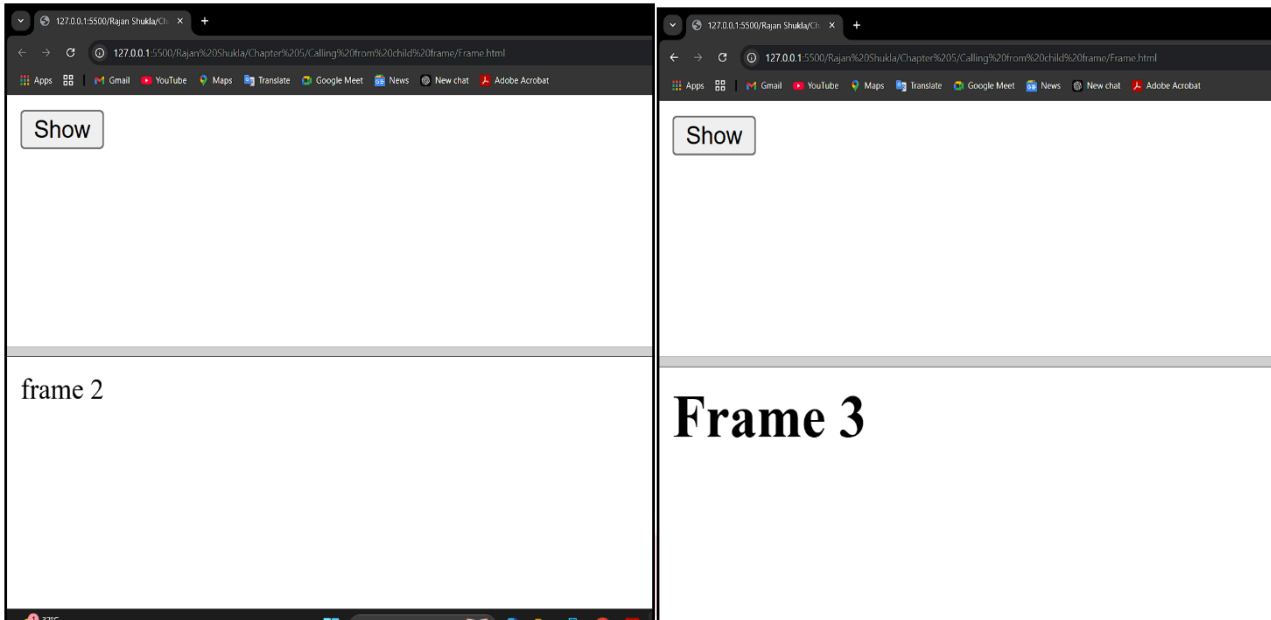 127.0.0.1:5500/Rajan Shukla/Ch
127.0.0.1:5500/Rajan%20Shukla/Chapter%205/Calling%20from%20child%20frame/Frame.html
Apps Gmail YouTube Maps Translate Google Meet News New chat Adobe Acrobat
Show
frame 2
32°C
127.0.0.1:5500/Rajan Shukla/Ch
127.0.0.1:5500/Rajan%20Shukla/Chapter%205/Calling%20from%20child%20frame/Frame.html
Apps Gmail YouTube Maps Translate Google Meet News New chat Adobe Acrobat
Show
Frame 3